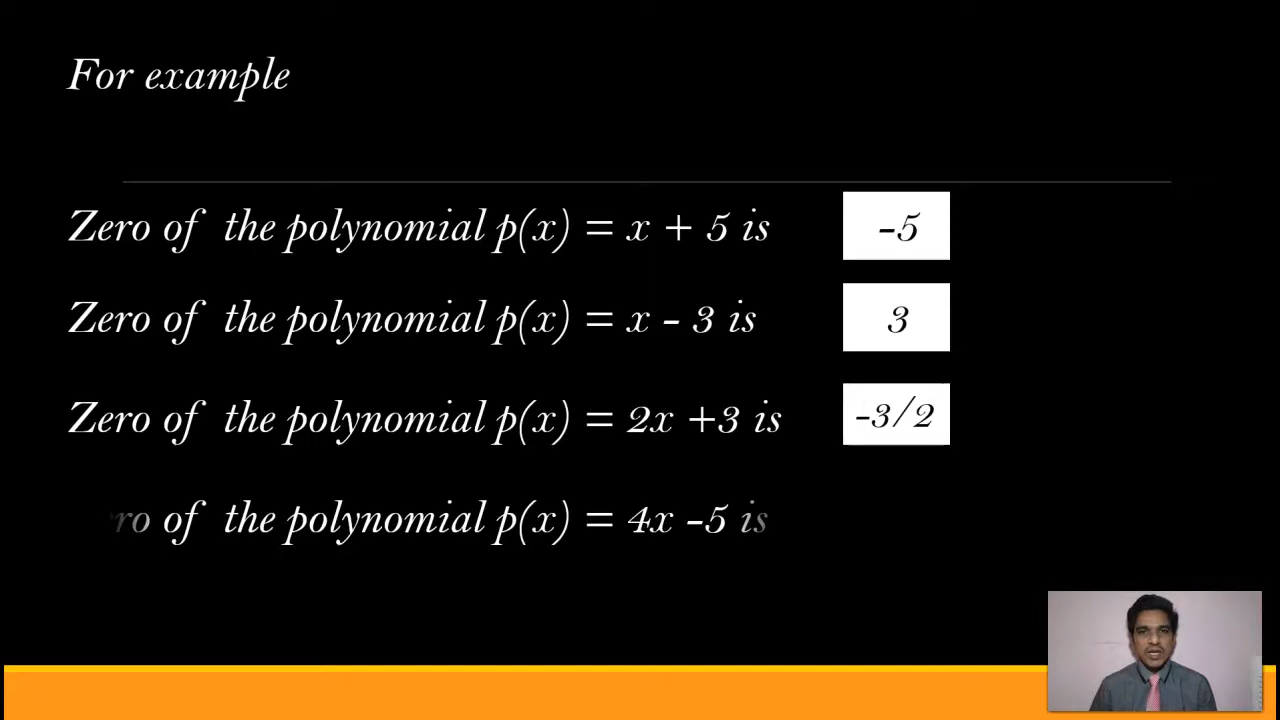 For example
Zero of the polynomial p(x) = x + 5 is -5
Zero of the polynomial p(x) = x - 3 is 3
Zero of the polynomial p(x) = 2x +3 is -3/2
ro of the polynomial p(x) = 4x -5 is